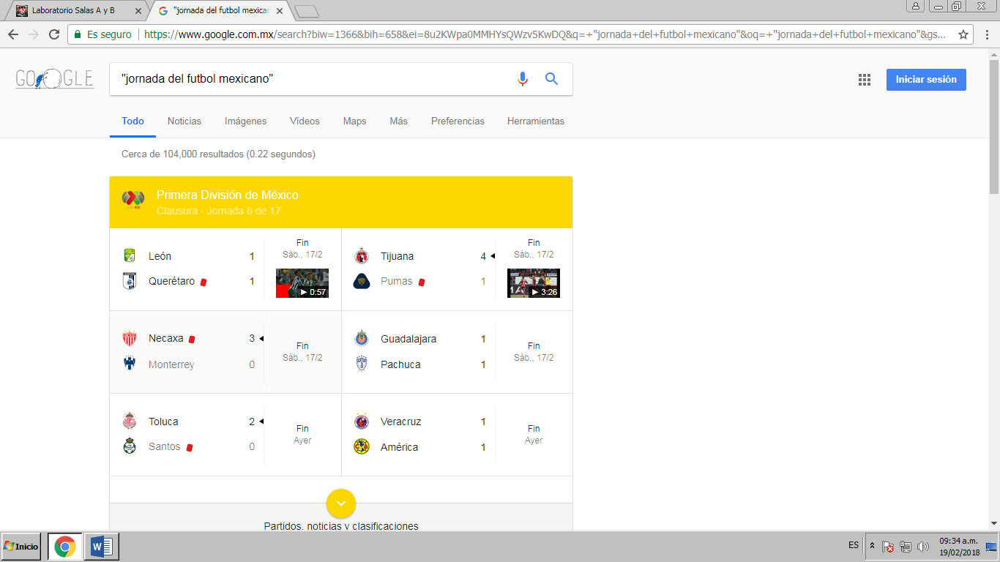 Laboratorio Salas A y B
"jornada del futbol mexican
Es seguro
https://www.google.com.mx/search?biw=1366&bih=658&ei=8u2KWpa0MMHYsQWzv5KwDQ&q=+"jornada+del+futbol+mexicano"&oq=+"jornada+del+futbol+mexicano"&gs...
GOOGLE
"jornada del futbol mexicano"
Iniciar sesión
Todo Noticias Imágenes Vídeos Maps Más Preferencias Herramientas
Cerca de 104,000 resultados (0.22 segundos)
Primera División de México
Clausura - Jornada 8 de 17
León 1
Querétaro 1
Fin
Sáb., 17/2
0:57
Tijuana 4
Pumas 1
Fin
Sáb., 17/2
3:26
Necaxa 3
Monterrey 0
Fin
Sáb., 17/2
Guadalajara 1
Pachuca 1
Fin
Sáb., 17/2
Toluca 2
Santos 0
Fin
Ayer
Veracruz 1
América 1
Fin
Ayer
Partidos, noticias y clasificaciones
Inicio
ES
09:34 a.m.
19/02/2018